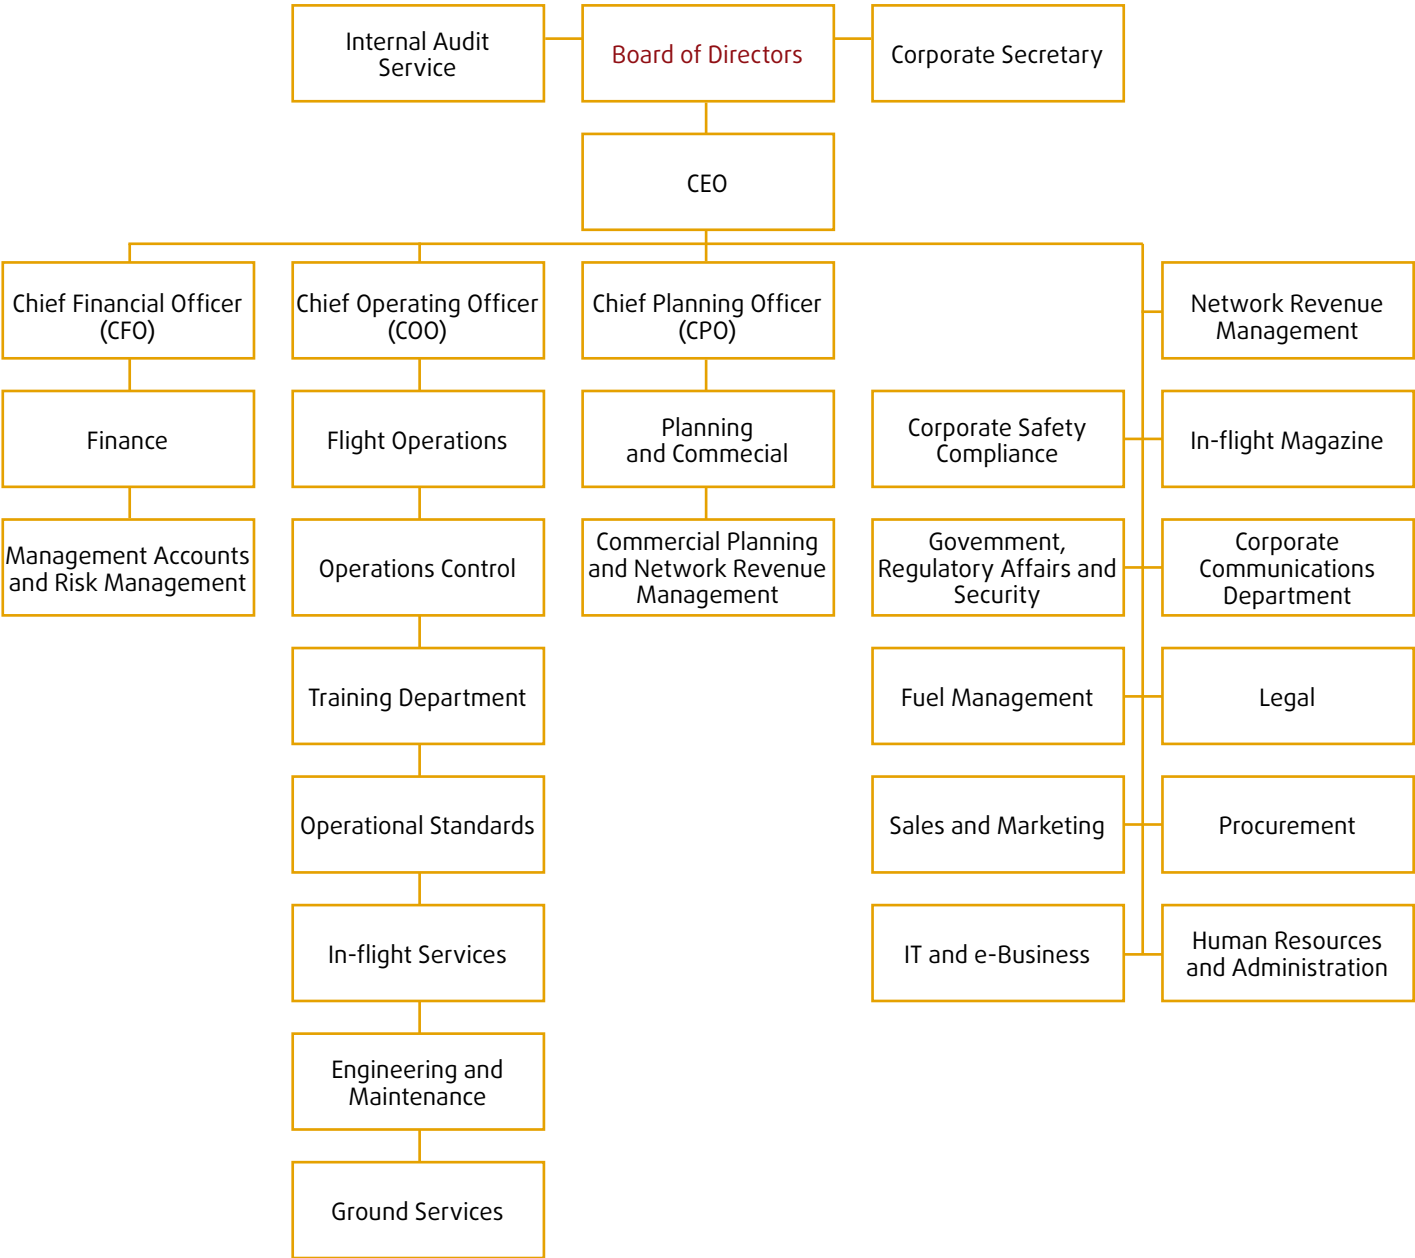 Internal Audit
Service
Board of Directors
Corporate Secretary
CEO
Chief Financial Officer
(CFO)
Chief Operating Officer
(COO)
Chief Planning Officer
(CPO)
Network Revenue
Management
Finance
Flight Operations
Planning
and Commecial
Corporate Safety
Compliance
In-flight Magazine
Management Accounts
and Risk Management
Operations Control
Commercial Planning
and Network Revenue
Management
Govemment,
Regulatory Affairs and
Security
Corporate
Communications
Department
Training Department
Fuel Management
Legal
Operational Standards
Sales and Marketing
Procurement
In-flight Services
IT and e-Business
Human Resources
and Administration
Engineering and
Maintenance
Ground Services